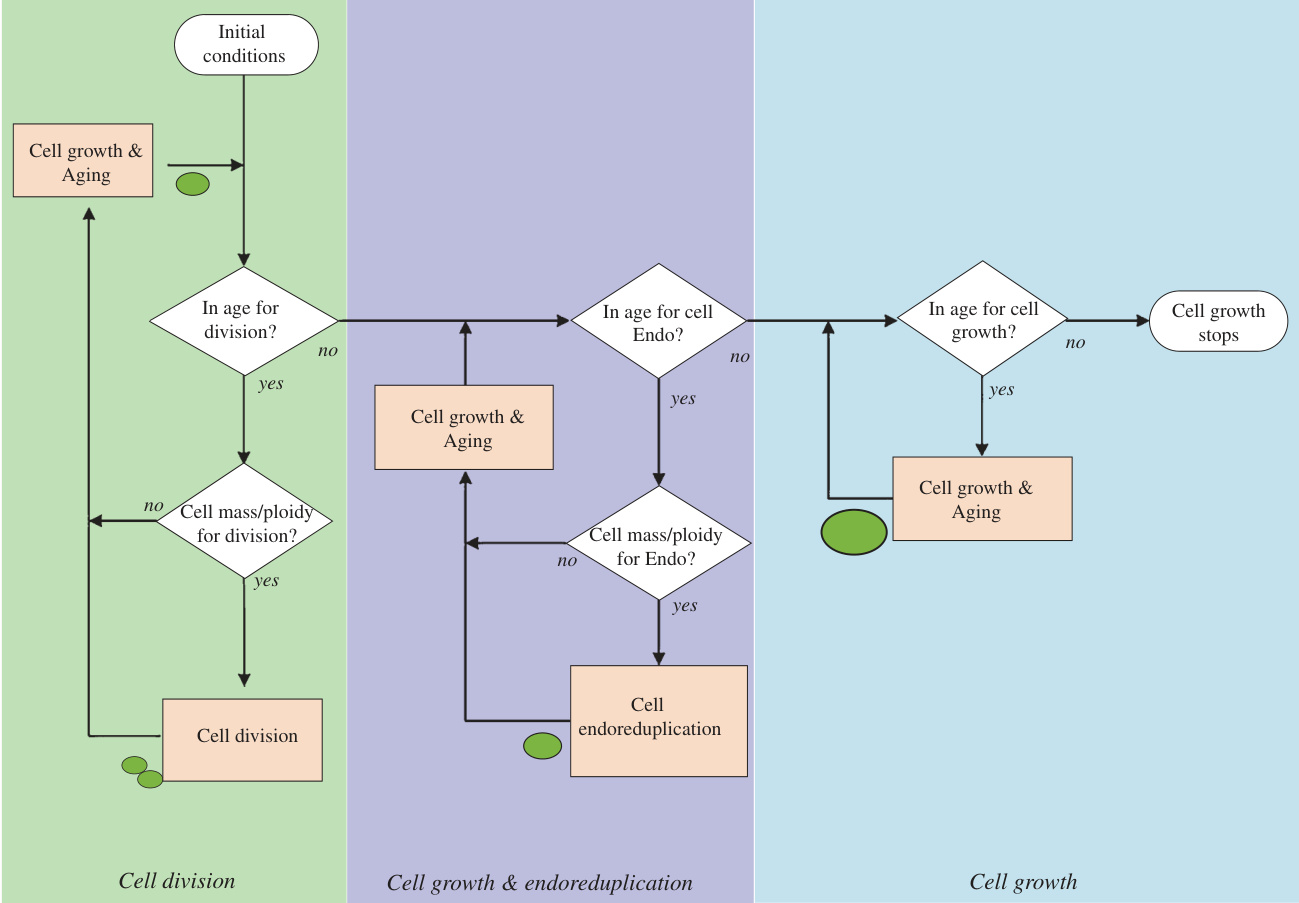 Initial
conditions
Cell growth &
Aging
In age for
division?
no
yes
Cell mass/ploidy
for division?
no
yes
Cell division
Cell division
In age for cell
Endo?
no
yes
Cell growth &
Aging
Cell mass/ploidy
for Endo?
no
yes
Cell
endoreduplication
Cell growth & endoreduplication
In age for cell
growth?
no
yes
Cell growth
stops
Cell growth &
Aging
Cell growth